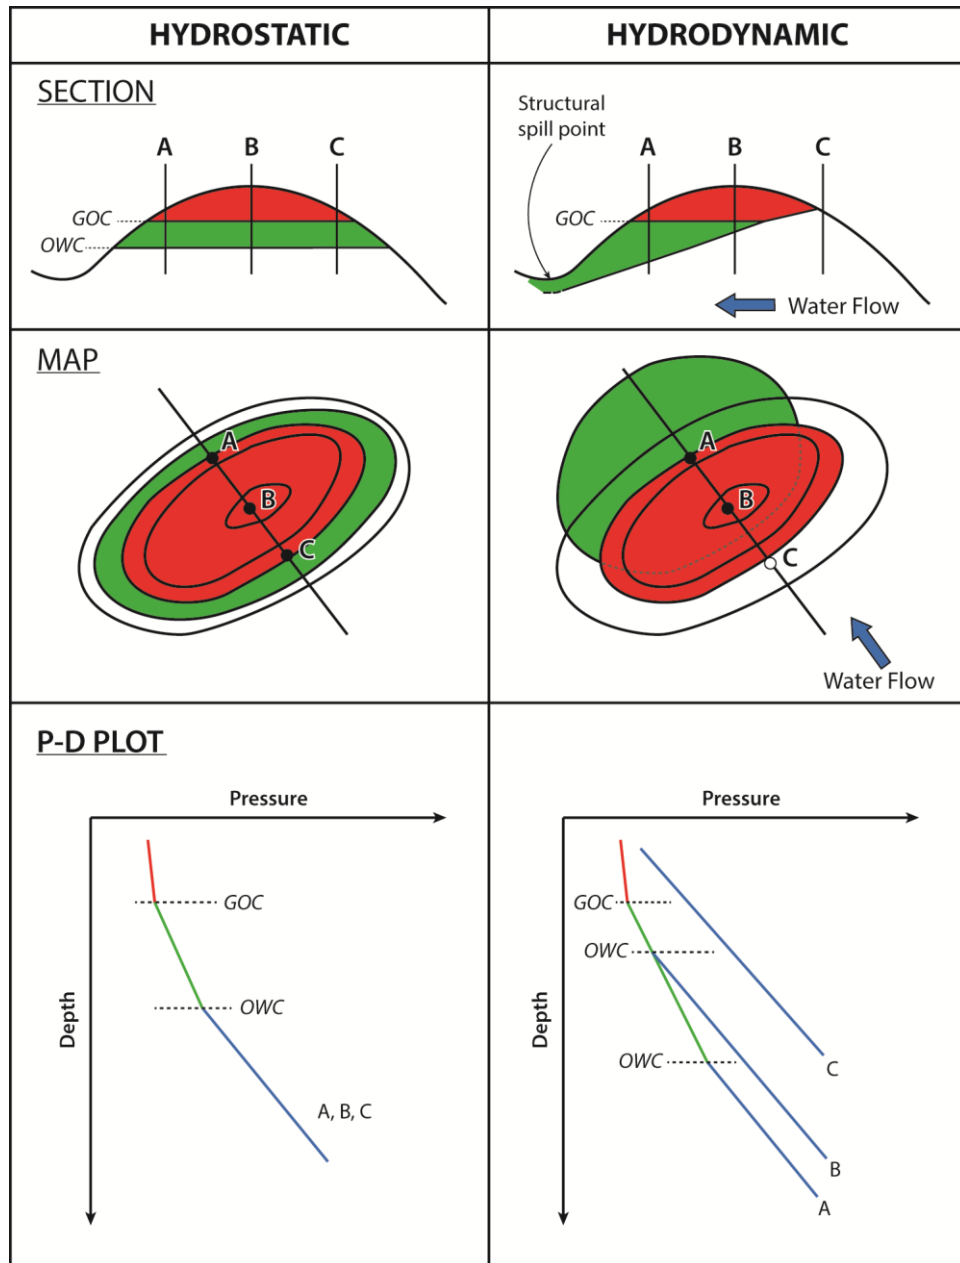 HYDROSTATIC
HYDRODYNAMIC
SECTION
A B C
GOC
OWC
Structural
spill point
A B C
GOC
Water Flow
MAP
A
B
C
A
B
C
Water Flow
P-D PLOT
Pressure
GOC
OWC
Depth
A, B, C
Pressure
GOC
OWC
OWC
Depth
C
B
A